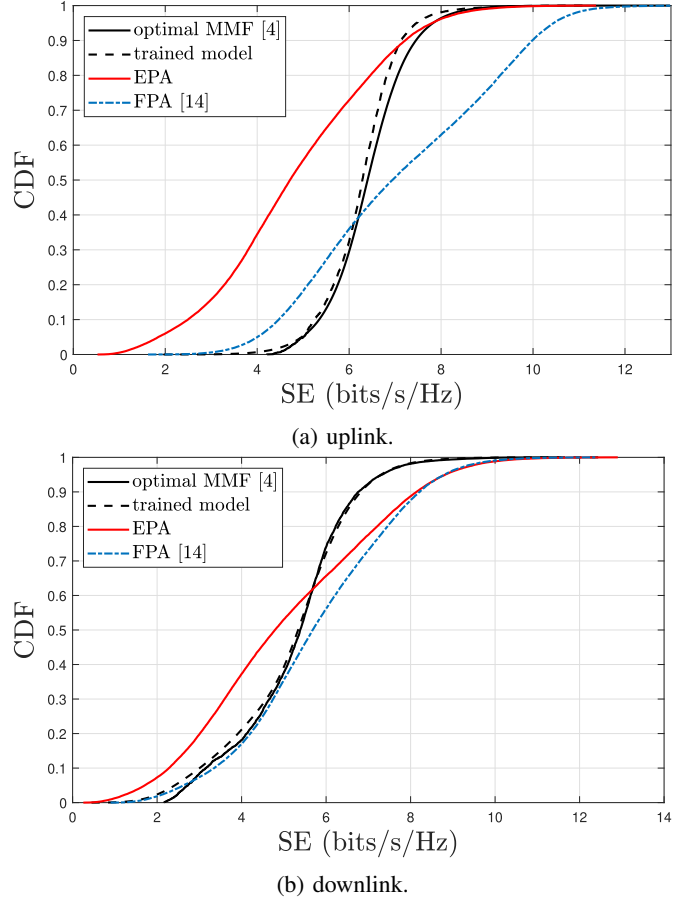 1
0.9
0.8
0.7
0.6
0.5
0.4
0.3
0.2
0.1
0
CDF
optimal MMF [4]
trained model
EPA
FPA [14]
0 2 4 6 8 10 12
SE (bits/s/Hz)
(a) uplink.
1
0.9
0.8
0.7
0.6
0.5
0.4
0.3
0.2
0.1
0
CDF
optimal MMF [4]
trained model
EPA
FPA [14]
0 2 4 6 8 10 12 14
SE (bits/s/Hz)
(b) downlink.